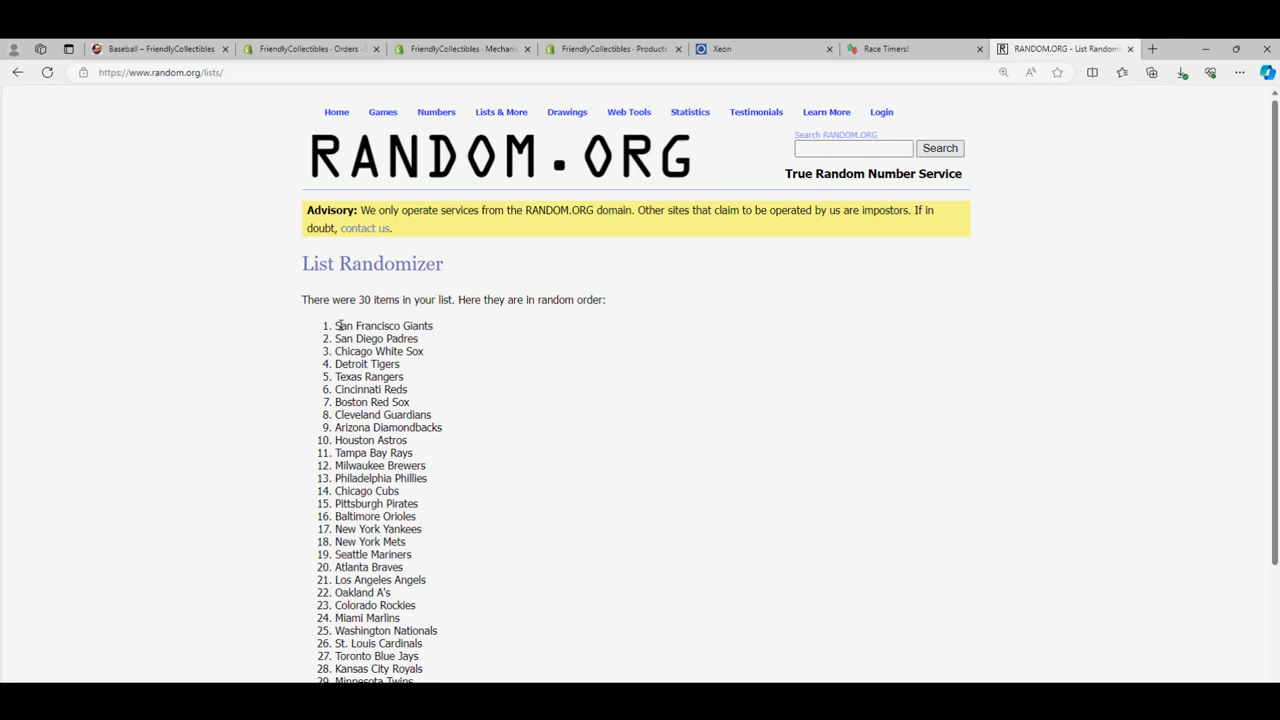 Baseball – FriendlyCollectibles
FriendlyCollectibles · Orders ·
FriendlyCollectibles · Mechani
FriendlyCollectibles · Products
Xeon
Race Timers!
RANDOM.ORG - List Randomi
https://www.random.org/lists/
Home Games Numbers Lists & More Drawings Web Tools Statistics Testimonials Learn More Login
RANDOM.ORG
Search RANDOM.ORG
Search
True Random Number Service
Advisory: We only operate services from the RANDOM.ORG domain. Other sites that claim to be operated by us are impostors. If in
doubt, contact us.
List Randomizer
There were 30 items in your list. Here they are in random order:
1. San Francisco Giants
2. San Diego Padres
3. Chicago White Sox
4. Detroit Tigers
5. Texas Rangers
6. Cincinnati Reds
7. Boston Red Sox
8. Cleveland Guardians
9. Arizona Diamondbacks
10. Houston Astros
11. Tampa Bay Rays
12. Milwaukee Brewers
13. Philadelphia Phillies
14. Chicago Cubs
15. Pittsburgh Pirates
16. Baltimore Orioles
17. New York Yankees
18. New York Mets
19. Seattle Mariners
20. Atlanta Braves
21. Los Angeles Angels
22. Oakland A's
23. Colorado Rockies
24. Miami Marlins
25. Washington Nationals
26. St. Louis Cardinals
27. Toronto Blue Jays
28. Kansas City Royals
29. Minnesota Twins